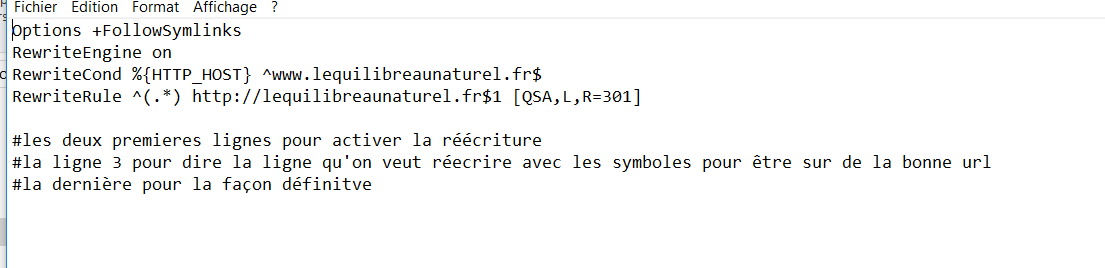 Fichier Edition Format Affichage ?
Options +FollowSymlinks
RewriteEngine on
RewriteCond %{HTTP_HOST} ^www.lequilibreaunaturel.fr$
RewriteRule ^(.*) http://lequilibreaunaturel.fr$1 [QSA,L,R=301]
#les deux premieres lignes pour activer la réécriture
#la ligne 3 pour dire la ligne qu'on veut réecrire avec les symboles pour être sur de la bonne url
#la dernière pour la façon définitve